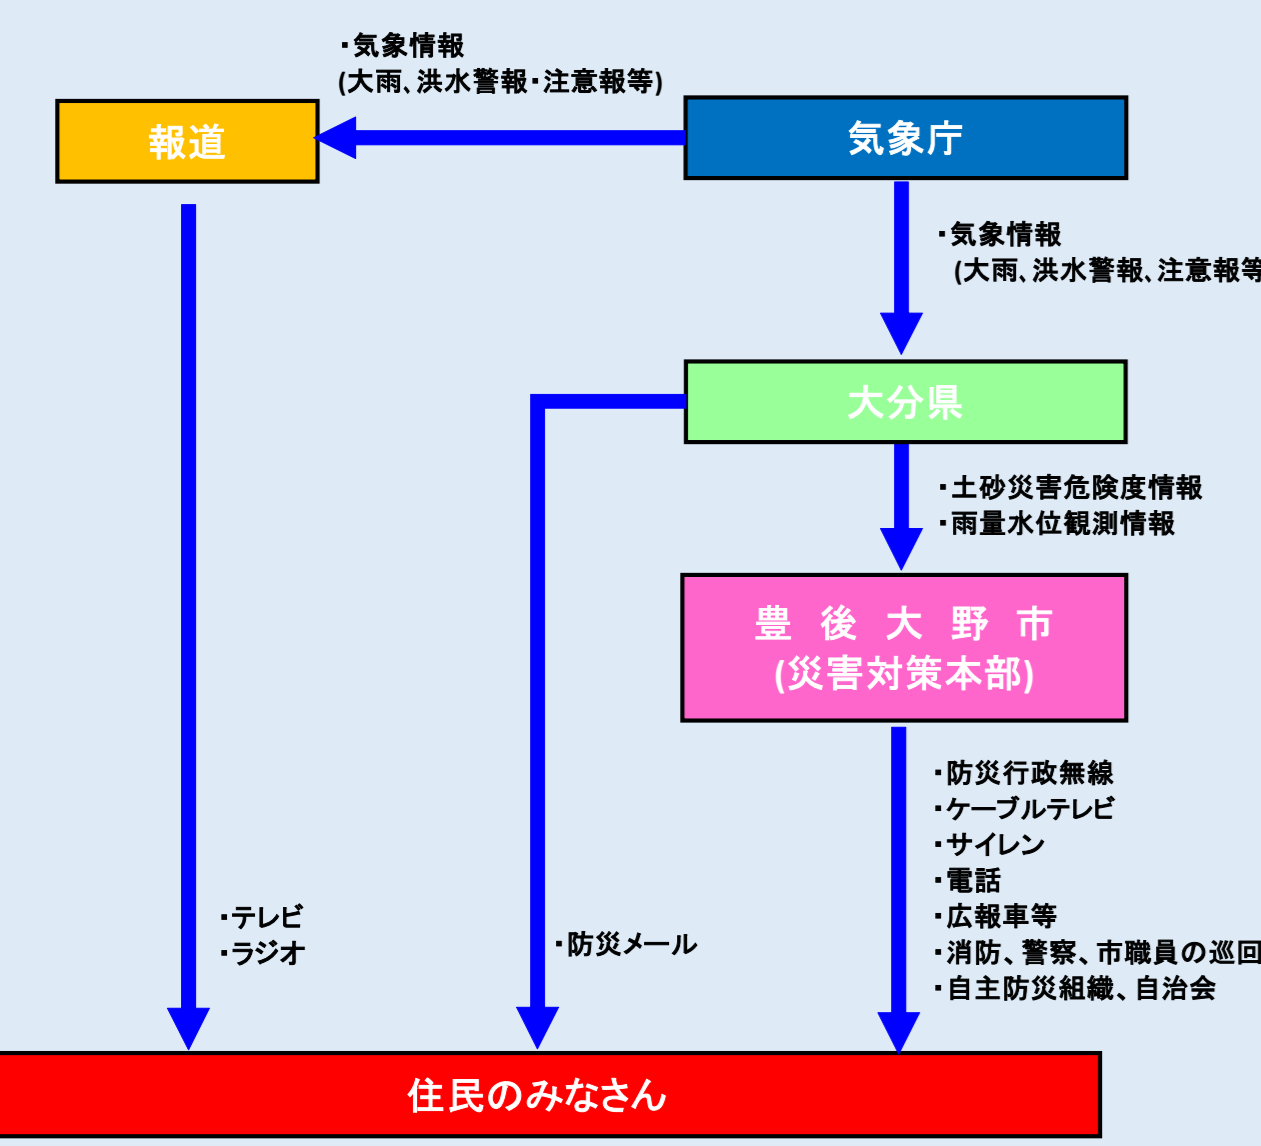 ・気象情報
(大雨、洪水警報・注意報等)
報道
気象庁
・気象情報
(大雨、洪水警報、注意報等
大分県
・土砂災害危険度情報
・雨量水位観測情報
豊　後　大　野　市
(災害対策本部)
・防災行政無線
・ケーブルテレビ
・サイレン
・電話
・広報車等
・消防、警察、市職員の巡回
・自主防災組織、自治会
・テレビ
・ラジオ
・防災メール
住民のみなさん